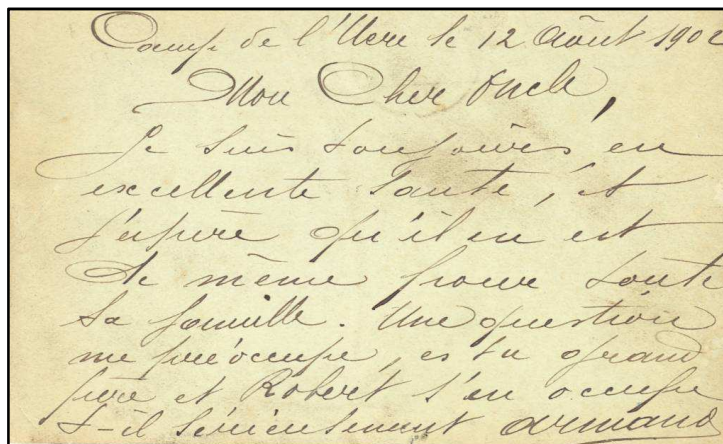 Camp de le 12 Août
Mon Cher Oncle,
Je suis toujours en
excellente santé, et
j'espère qu'il en est
de même pour toute
ta famille. Une question
me préoccupe, es tu grand
père et Robert s'en occupe
t-il sérieusement Armand